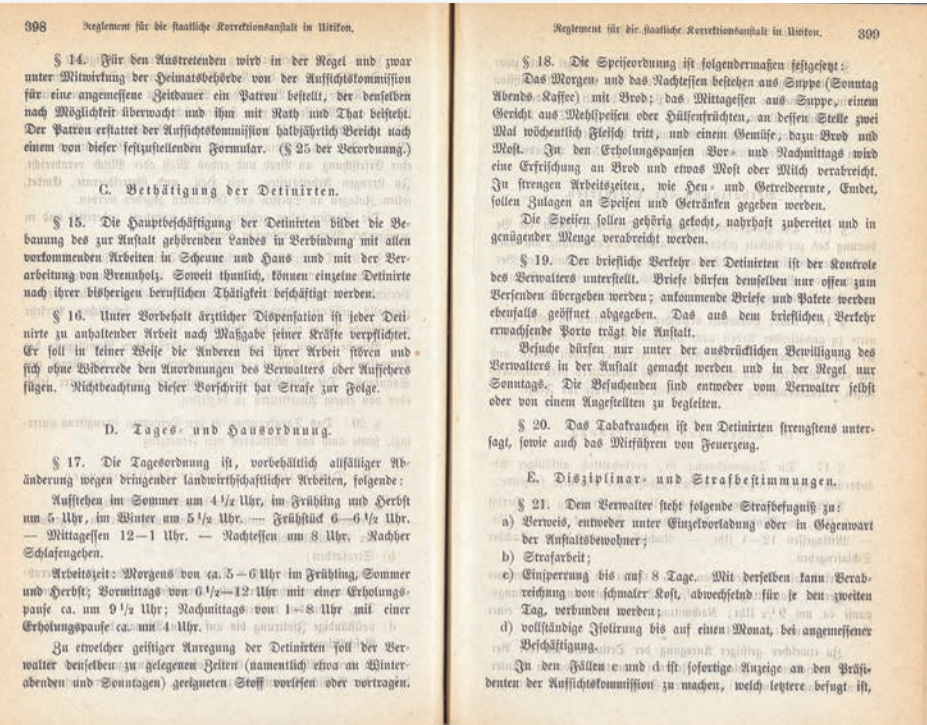 398 Reglement für die staatliche Korrektionsanstalt in Uitikon.
§ 14. Für den Austretenden wird in der Regel und zwar
unter Mitwirkung der Heimatsbehörde von der Aufsichtskommission
für eine angemessene Zeitdauer ein Patron bestellt, der denselben
nach Möglichkeit überwacht und ihm mit Rath und That beisteht.
Der Patron erstattet der Aufsichtskommission halbjährlich Bericht nach
einem von dieser festzustellenden Formular. (§ 25 der Verordnung.)
C. Bethätigung der Detinirten.
§ 15. Die Hauptbeschäftigung der Detinirten bildet die Be-
bauung des zur Anstalt gehörenden Landes in Verbindung mit allen
vorkommenden Arbeiten in Scheune und Haus und mit der Ver-
arbeitung von Brennholz. Soweit thunlich, können einzelne Detinirte
nach ihrer bisherigen beruflichen Thätigkeit beschäftigt werden.
§ 16. Unter Vorbehalt ärztlicher Dispensation ist jeder Deti-
nirte zu anhaltender Arbeit nach Maßgabe seiner Kräfte verpflichtet.
Er soll in keiner Weise die Anderen bei ihrer Arbeit stören und
sich ohne Widerrede den Anordnungen des Verwalters oder Aufsehers
fügen. Nichtbeachtung dieser Vorschrift hat Strafe zur Folge.
D. Tages- und Hausordnung.
§ 17. Die Tagesordnung ist, vorbehältlich allfälliger Ab-
änderung wegen dringender landwirthschaftlicher Arbeiten, folgende:
Aufstehen im Sommer um 4 1/2 Uhr, im Frühling und Herbst
um 5 Uhr, im Winter um 5 1/2 Uhr. — Frühstück 6—6 1/2 Uhr.
— Mittagessen 12—1 Uhr. — Nachtessen um 8 Uhr. Nachher
Schlafengehen.
Arbeitszeit: Morgens von ca. 5—6 Uhr im Frühling, Sommer
und Herbst; Vormittags von 6 1/2—12 Uhr mit einer Erholungs-
pause ca. um 9 1/2 Uhr; Nachmittags von 1—8 Uhr mit einer
Erholungspause ca. um 4 Uhr.
Zu etwelcher geistiger Anregung der Detinirten soll der Ver-
walter denselben zu gelegenen Zeiten (namentlich etwa an Winter-
abenden und Sonntagen) geeigneten Stoff vorlesen oder vortragen.
Reglement für die staatliche Korrektionsanstalt in Uitikon. 399
§ 18. Die Speiseordnung ist folgendermaßen festgesetzt:
Das Morgen- und das Nachtessen bestehen aus Suppe (Sonntag
Abends Kaffee) mit Brod; das Mittagessen aus Suppe, einem
Gericht aus Mehlspeisen oder Hülsenfrüchten, an dessen Stelle zwei
Mal wöchentlich Fleisch tritt, und einem Gemüse, dazu Brod und
Most. In den Erholungspausen Vor- und Nachmittags wird
eine Erfrischung an Brod und etwas Most oder Milch verabreicht.
In strengen Arbeitszeiten, wie Heu- und Getreideernte, Emdet,
sollen Zulagen an Speisen und Getränken gegeben werden.
Die Speisen sollen gehörig gekocht, nahrhaft zubereitet und in
genügender Menge verabreicht werden.
§ 19. Der briefliche Verkehr der Detinirten ist der Kontrole
des Verwalters unterstellt. Briefe dürfen demselben nur offen zum
Versenden übergeben werden; ankommende Briefe und Pakete werden
ebenfalls geöffnet abgegeben. Das aus dem brieflichen Verkehr
erwachsende Porto trägt die Anstalt.
Besuche dürfen nur unter der ausdrücklichen Bewilligung des
Verwalters in der Anstalt gemacht werden und in der Regel nur
Sonntags. Die Besuchenden sind entweder vom Verwalter selbst
oder von einem Angestellten zu begleiten.
§ 20. Das Tabakrauchen ist den Detinirten strengstens unter-
sagt, sowie auch das Mitführen von Feuerzeug.
E. Disziplinar- und Strafbestimmungen.
§ 21. Dem Verwalter steht folgende Strafbefugniß zu:
a) Verweis, entweder unter Einzelvorladung oder in Gegenwart
der Anstaltsbewohner;
b) Strafarbeit;
c) Einsperrung bis auf 8 Tage. Mit derselben kann Verab-
reichung von schmaler Kost, abwechselnd für je den zweiten
Tag, verbunden werden;
d) vollständige Isolirung bis auf einen Monat, bei angemessener
Beschäftigung.
In den Fällen c und d ist sofortige Anzeige an den Präsi-
denten der Aufsichtskommission zu machen, welch letztere befugt ist,